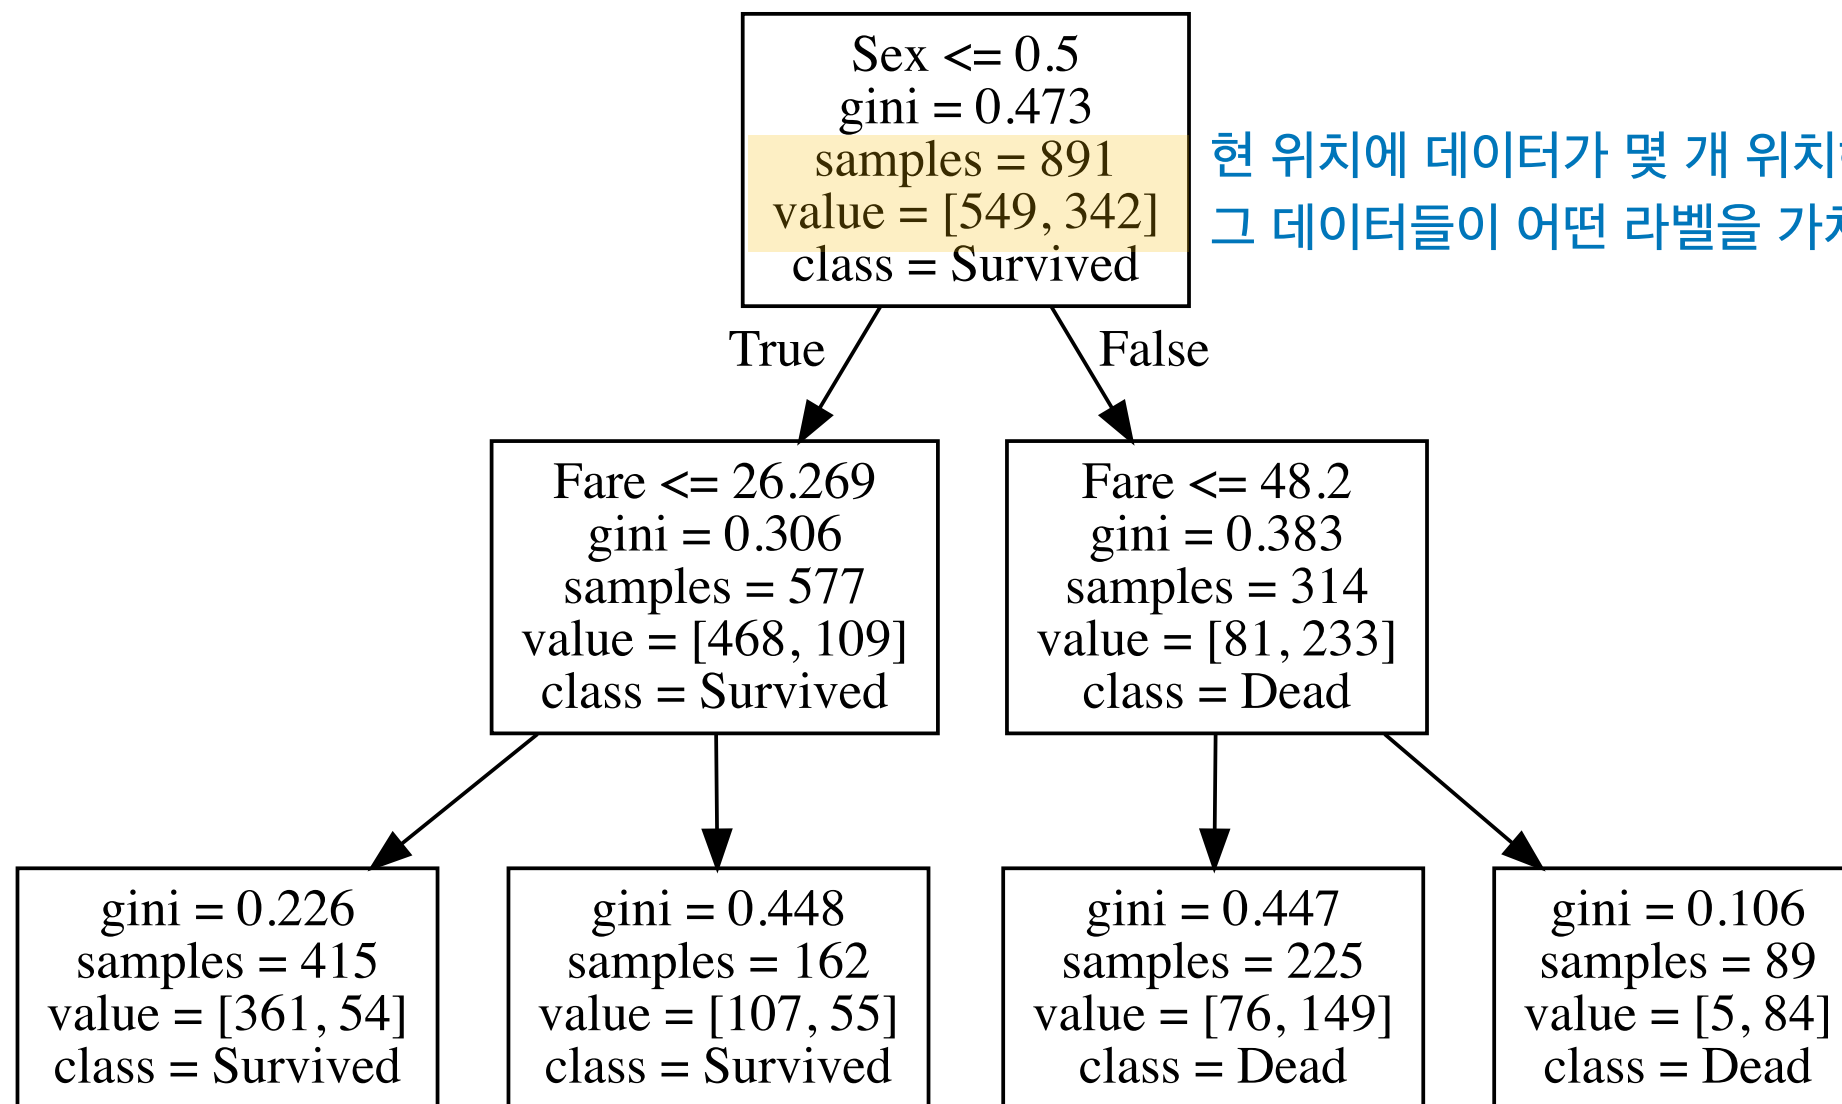 Sex <= 0.5
gini = 0.473
samples = 891
value = [549, 342]
class = Survived
현 위치에 데이터가 몇 개
그 데이터들이 어떤 라벨을
True
False
Fare <= 26.269
gini = 0.306
samples = 577
value = [468, 109]
class = Survived
Fare <= 48.2
gini = 0.383
samples = 314
value = [81, 233]
class = Dead
gini = 0.226
samples = 415
value = [361, 54]
class = Survived
gini = 0.448
samples = 162
value = [107, 55]
class = Survived
gini = 0.447
samples = 225
value = [76, 149]
class = Dead
gini = 0.106
samples = 89
value = [5, 84]
class = Dead